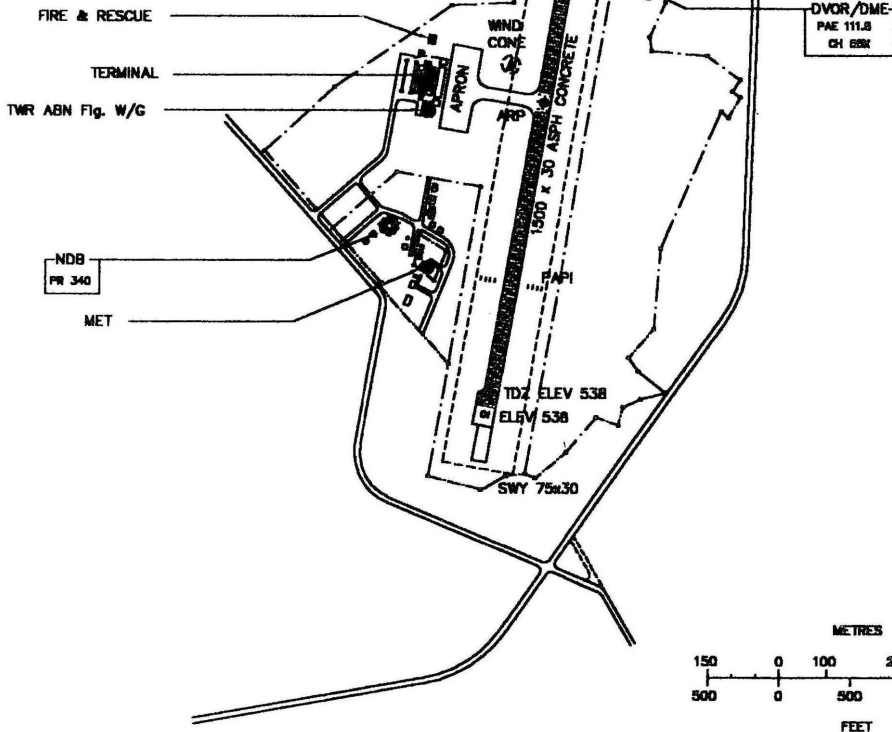 FIRE & RESCUE
WIND
CONE
DVOR/DME
PAE 111.8
TERMINAL
APRON
TWR ABN Flg. W/G
ARP
1500 x 30 ASPH CONCRETE
NDB
PR 340
PAPI
MET
TDZ ELEV 538
01
ELEV 538
SWY 75x30
METRES
150 0 100
500 0 500
FEET